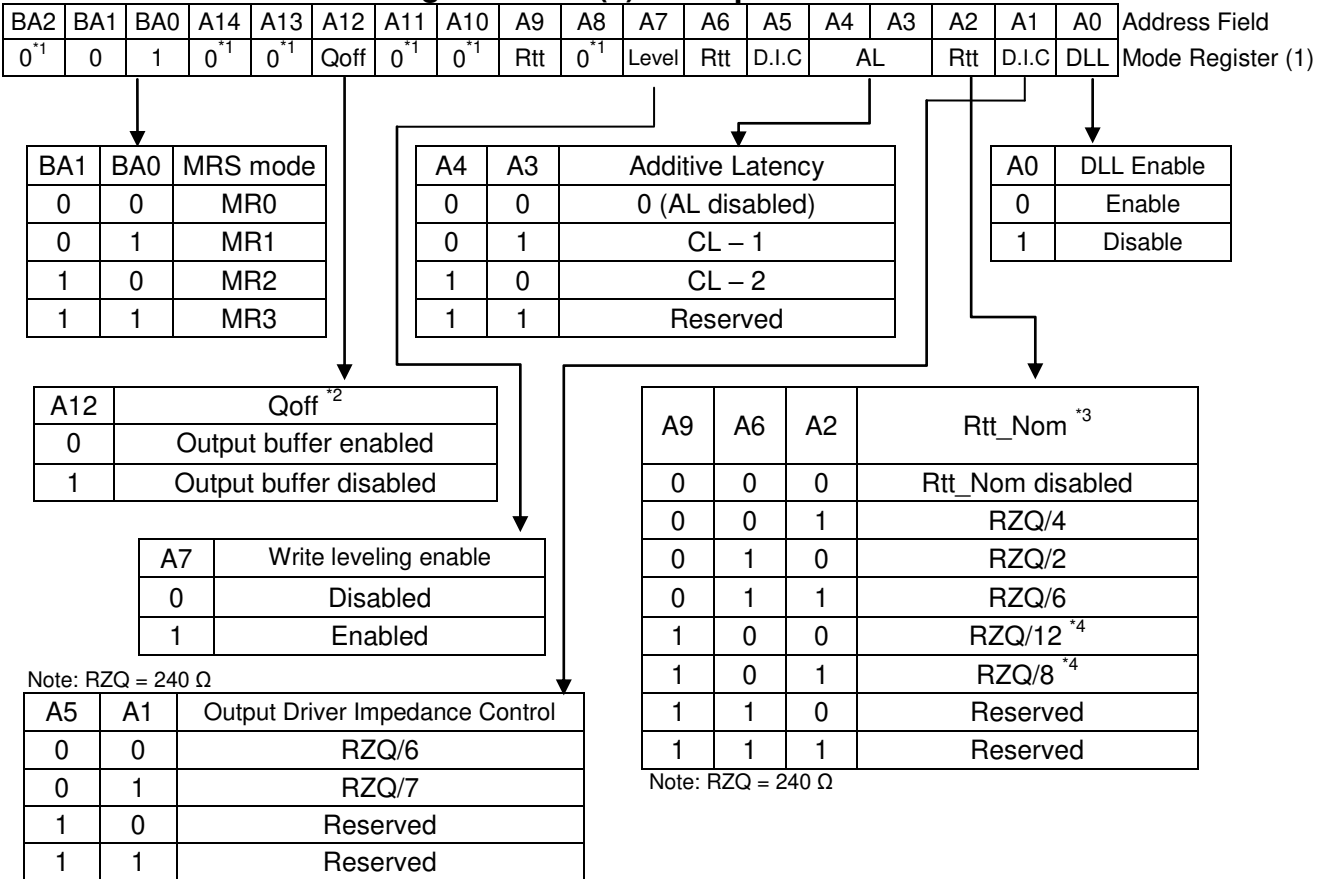 BA2 BA1 BA0 A14 A13 A12 A11 A10 A9 A8 A7 A6 A5 A4 A3 A2 A1 A0 Address Field
0*1 0 1 0*1 0*1 Qoff 0*1 0*1 Rtt 0*1 Level Rtt D.I.C AL Rtt D.I.C DLL Mode Register (1)
BA1 BA0 MRS mode
0 0 MR0
0 1 MR1
1 0 MR2
1 1 MR3
A4 A3 Additive Latency
0 0 0 (AL disabled)
0 1 CL – 1
1 0 CL – 2
1 1 Reserved
A0 DLL Enable
0 Enable
1 Disable
A12 Qoff *2
0 Output buffer enabled
1 Output buffer disabled
A9 A6 A2 Rtt_Nom *3
0 0 0 Rtt_Nom disabled
0 0 1 RZQ/4
0 1 0 RZQ/2
0 1 1 RZQ/6
1 0 0 RZQ/12 *4
1 0 1 RZQ/8 *4
1 1 0 Reserved
1 1 1 Reserved
Note: RZQ = 240 Ω
A7 Write leveling enable
0 Disabled
1 Enabled
Note: RZQ = 240 Ω
A5 A1 Output Driver Impedance Control
0 0 RZQ/6
0 1 RZQ/7
1 0 Reserved
1 1 Reserved